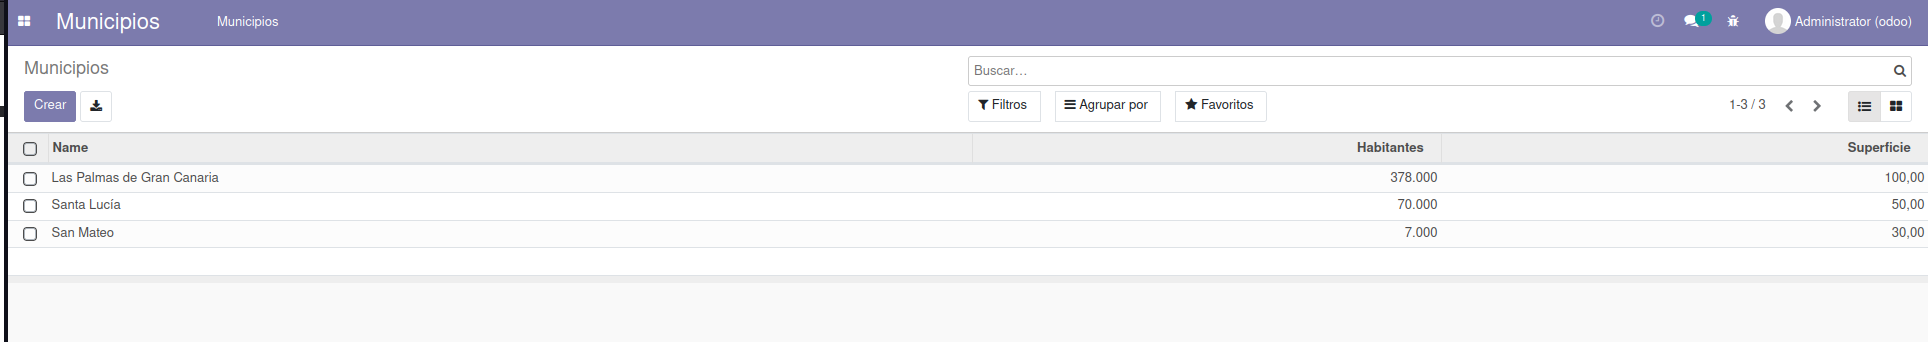 Municipios Municipios 1 Administrator (odoo)
Municipios Buscar...
Crear Filtros Agrupar por Favoritos 1-3 / 3
Name Habitantes Superficie
Las Palmas de Gran Canaria 378.000 100,00
Santa Lucía 70.000 50,00
San Mateo 7.000 30,00